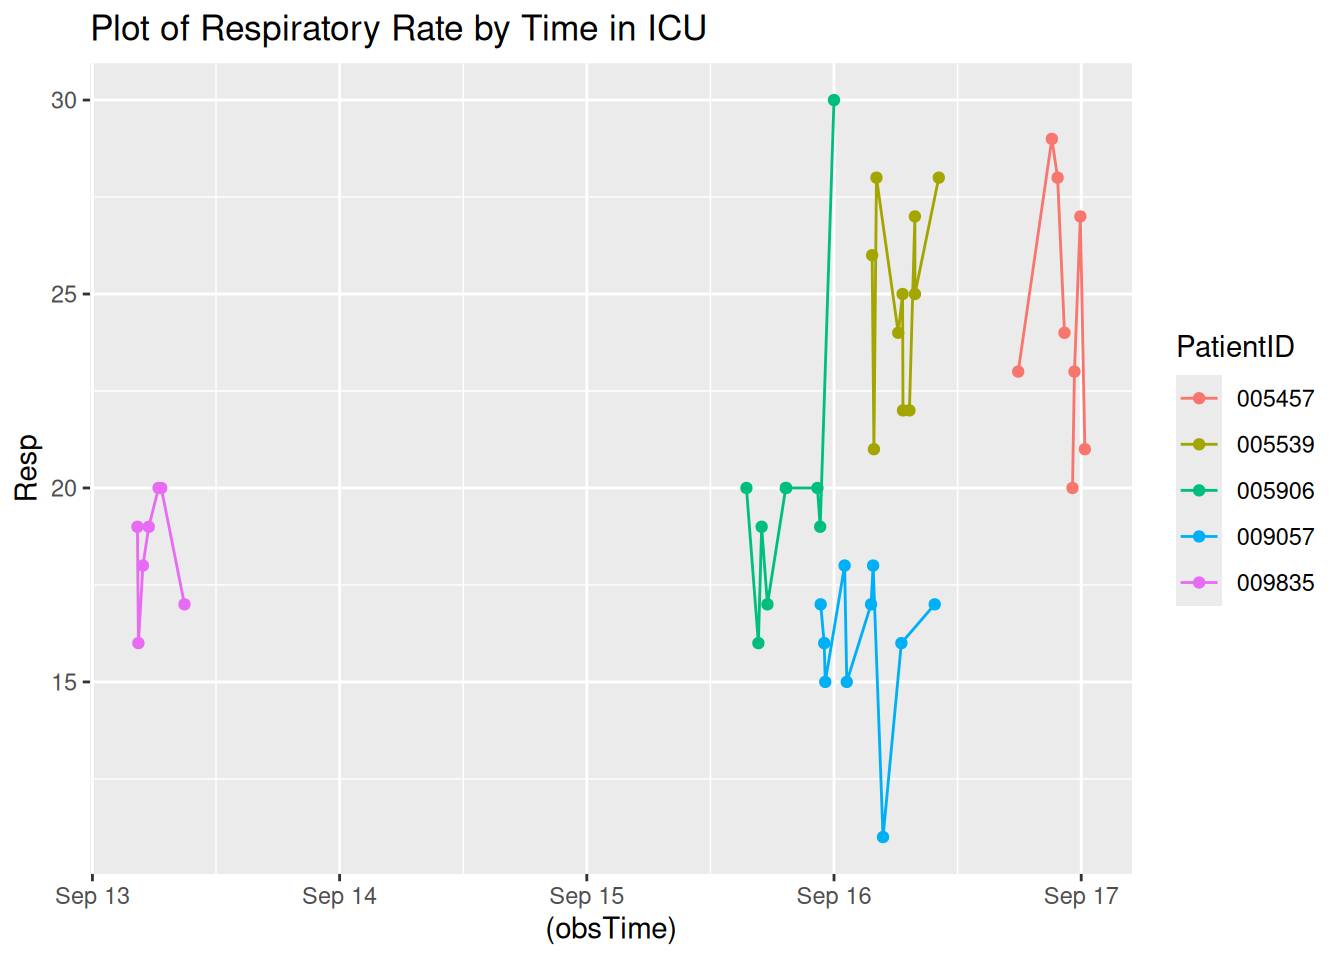 Plot of Respiratory Rate by Time in ICU
Resp
30
25
20
15
Sep 13 Sep 14 Sep 15 Sep 16 Sep 17
(obsTime)
PatientID
005457
005539
005906
009057
009835